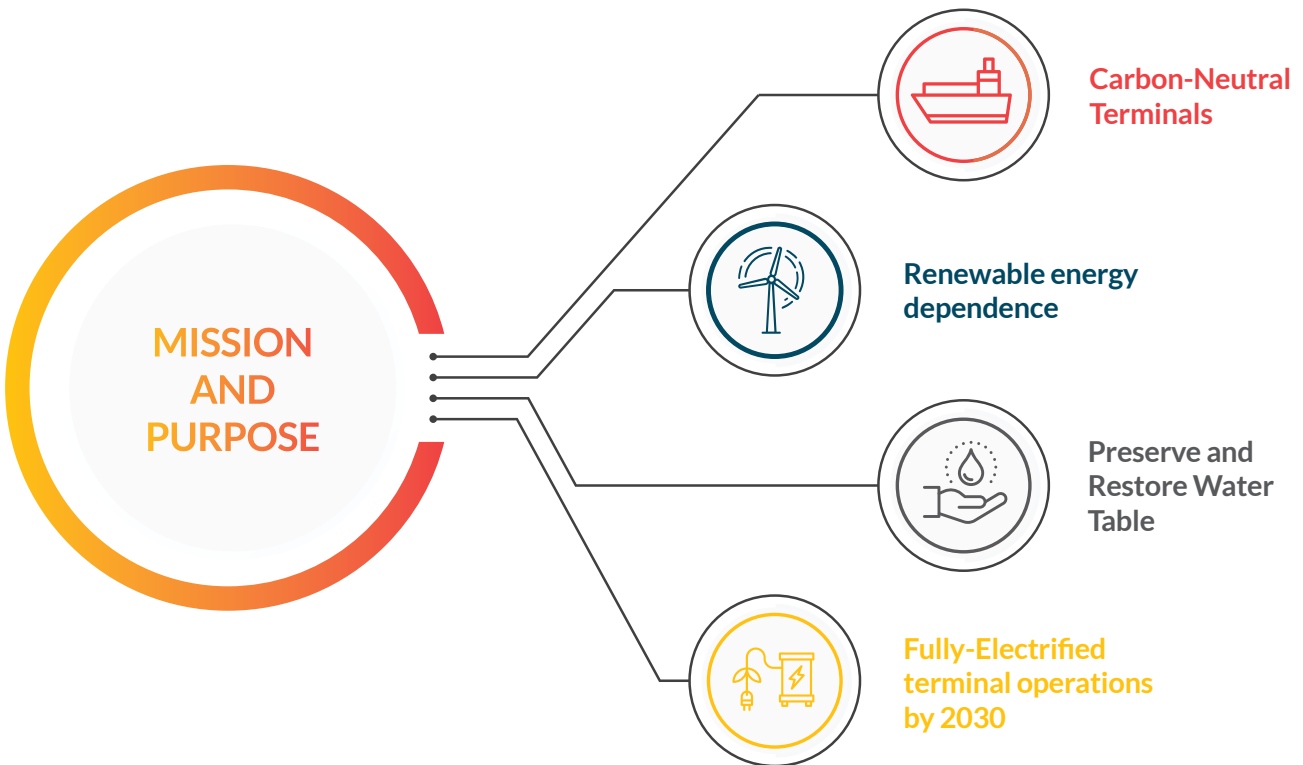 MISSION
AND
PURPOSE
Carbon-Neutral
Terminals
Renewable energy
dependence
Preserve and
Restore Water
Table
Fully-Electrified
terminal operations
by 2030